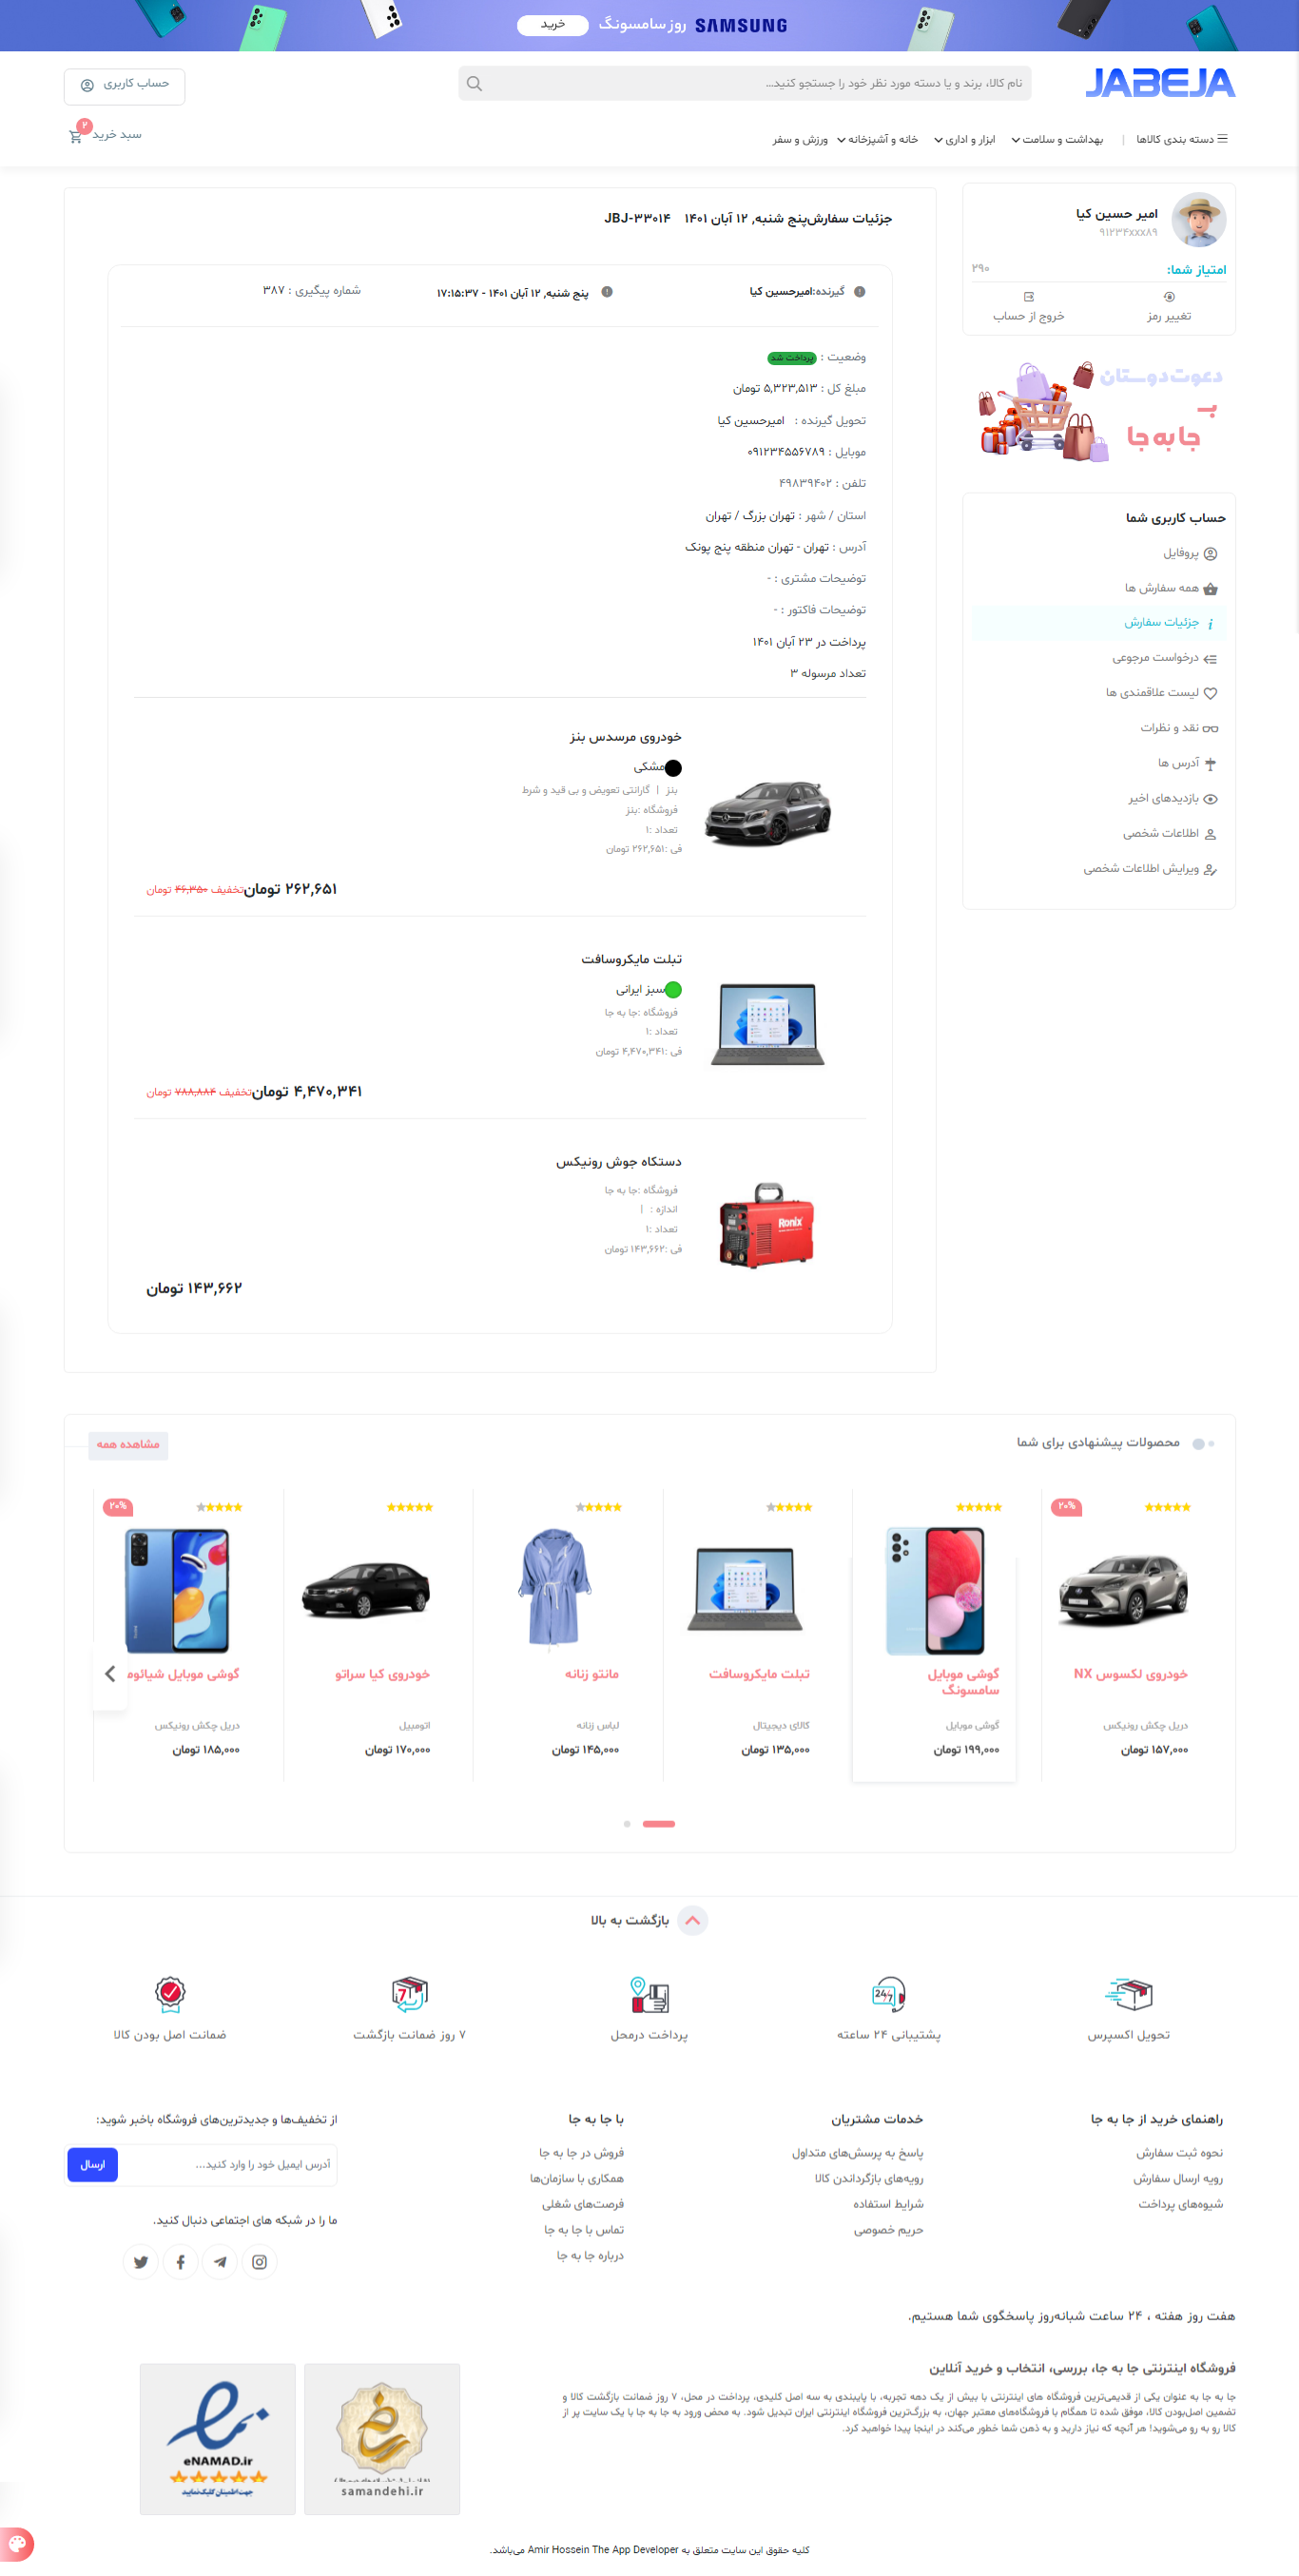 SAMSUNG روز سامسونگ خرید
JABEJA
نام کالا، برند و یا دسته مورد نظر خود را جستجو کنید…
حساب کاربری
دسته بندی کالاها | بهداشت و سلامت ابزار و اداری خانه و آشپزخانه ورزش و سفر
سبد خرید ۲
امیر حسین کیا
۹۱۲۳۴xxx۸۹
امتیاز شما: ۲۹۰
تغییر رمز خروج از حساب
دعوت دوستان
بـ
جا به جا
حساب کاربری شما
پروفایل
همه سفارش ها
جزئیات سفارش
درخواست مرجوعی
لیست علاقمندی ها
نقد و نظرات
آدرس ها
بازدیدهای اخیر
اطلاعات شخصی
ویرایش اطلاعات شخصی
جزئیات سفارش‌پنج شنبه, ۱۲ آبان ۱۴۰۱ JBJ-۳۳۰۱۴
گیرنده:امیرحسین کیا پنج شنبه, ۱۲ آبان ۱۴۰۱ - ۱۷:۱۵:۳۷ شماره پیگیری : ۳۸۷
وضعیت : پرداخت شد
مبلغ کل : ۵,۳۲۳,۵۱۳ تومان
تحویل گیرنده : امیرحسین کیا
موبایل : ۰۹۱۲۳۴۵۵۶۷۸۹
تلفن : ۴۹۸۳۹۴۰۲
استان / شهر : تهران بزرگ / تهران
آدرس : تهران - تهران منطقه پنج پونک
توضیحات مشتری : -
توضیحات فاکتور : -
پرداخت در ۲۳ آبان ۱۴۰۱
تعداد مرسوله ۳
خودروی مرسدس بنز
مشکی
بنز | گارانتی تعویض و بی قید و شرط
فروشگاه :بنز
تعداد :۱
فی :۲۶۲,۶۵۱ تومان
۲۶۲,۶۵۱ تومان تخفیف ۴۶,۳۵۰ تومان
تبلت مایکروسافت
سبز ایرانی
فروشگاه :جا به جا
تعداد :۱
فی :۴,۴۷۰,۳۴۱ تومان
۴,۴۷۰,۳۴۱ تومان تخفیف ۷۸۸,۸۸۴ تومان
دستگاه جوش رونیکس
فروشگاه :جا به جا
اندازه : |
تعداد :۱
فی :۱۴۳,۶۶۲ تومان
Ronix
۱۴۳,۶۶۲ تومان
محصولات پیشنهادی برای شما
مشاهده همه
۲۰%
خودروی لکسوس NX
دریل چکش رونیکس
۱۵۷,۰۰۰ تومان
گوشی موبایل
سامسونگ
گوشی موبایل
۱۹۹,۰۰۰ تومان
تبلت مایکروسافت
کالای دیجیتال
۱۳۵,۰۰۰ تومان
مانتو زنانه
لباس زنانه
۱۴۵,۰۰۰ تومان
خودروی کیا سراتو
اتومبیل
۱۷۰,۰۰۰ تومان
۲۰%
گوشی موبایل شیائوم
دریل چکش رونیکس
۱۸۵,۰۰۰ تومان
بازگشت به بالا
24/7
7
تحویل اکسپرس
پشتیبانی ۲۴ ساعته
پرداخت درمحل
۷ روز ضمانت بازگشت
ضمانت اصل بودن کالا
راهنمای خرید از جا به جا
نحوه ثبت سفارش
رویه ارسال سفارش
شیوه‌های پرداخت
خدمات مشتریان
پاسخ به پرسش‌های متداول
رویه‌های بازگرداندن کالا
شرایط استفاده
حریم خصوصی
با جا به جا
فروش در جا به جا
همکاری با سازمان‌ها
فرصت‌های شغلی
تماس با جا به جا
درباره جا به جا
از تخفیف‌ها و جدیدترین‌های فروشگاه باخبر شوید:
آدرس ایمیل خود را وارد کنید...
ارسال
ما را در شبکه های اجتماعی دنبال کنید.
هفت روز هفته ، ۲۴ ساعت شبانه‌روز پاسخگوی شما هستیم.
فروشگاه اینترنتی جا به جا، بررسی، انتخاب و خرید آنلاین
جا به جا به عنوان یکی از قدیمی‌ترین فروشگاه های اینترنتی با بیش از یک دهه تجربه، با پایبندی به سه اصل کلیدی، پرداخت در محل، ۷ روز ضمانت بازگشت کالا و
تضمین اصل‌بودن کالا، موفق شده تا همگام با فروشگاه‌های معتبر جهان، به بزرگ‌ترین فروشگاه اینترنتی ایران تبدیل شود. به محض ورود به جا به جا با یک سایت پر از
کالا رو به رو می‌شوید! هر آنچه که نیاز دارید و به ذهن شما خطور می‌کند در اینجا پیدا خواهید کرد.
samandehi.ir
eNAMAD.ir
جهت اطمینان کلیک نمایید
کلیه حقوق این سایت متعلق به Amir Hossein The App Developer می‌باشد.